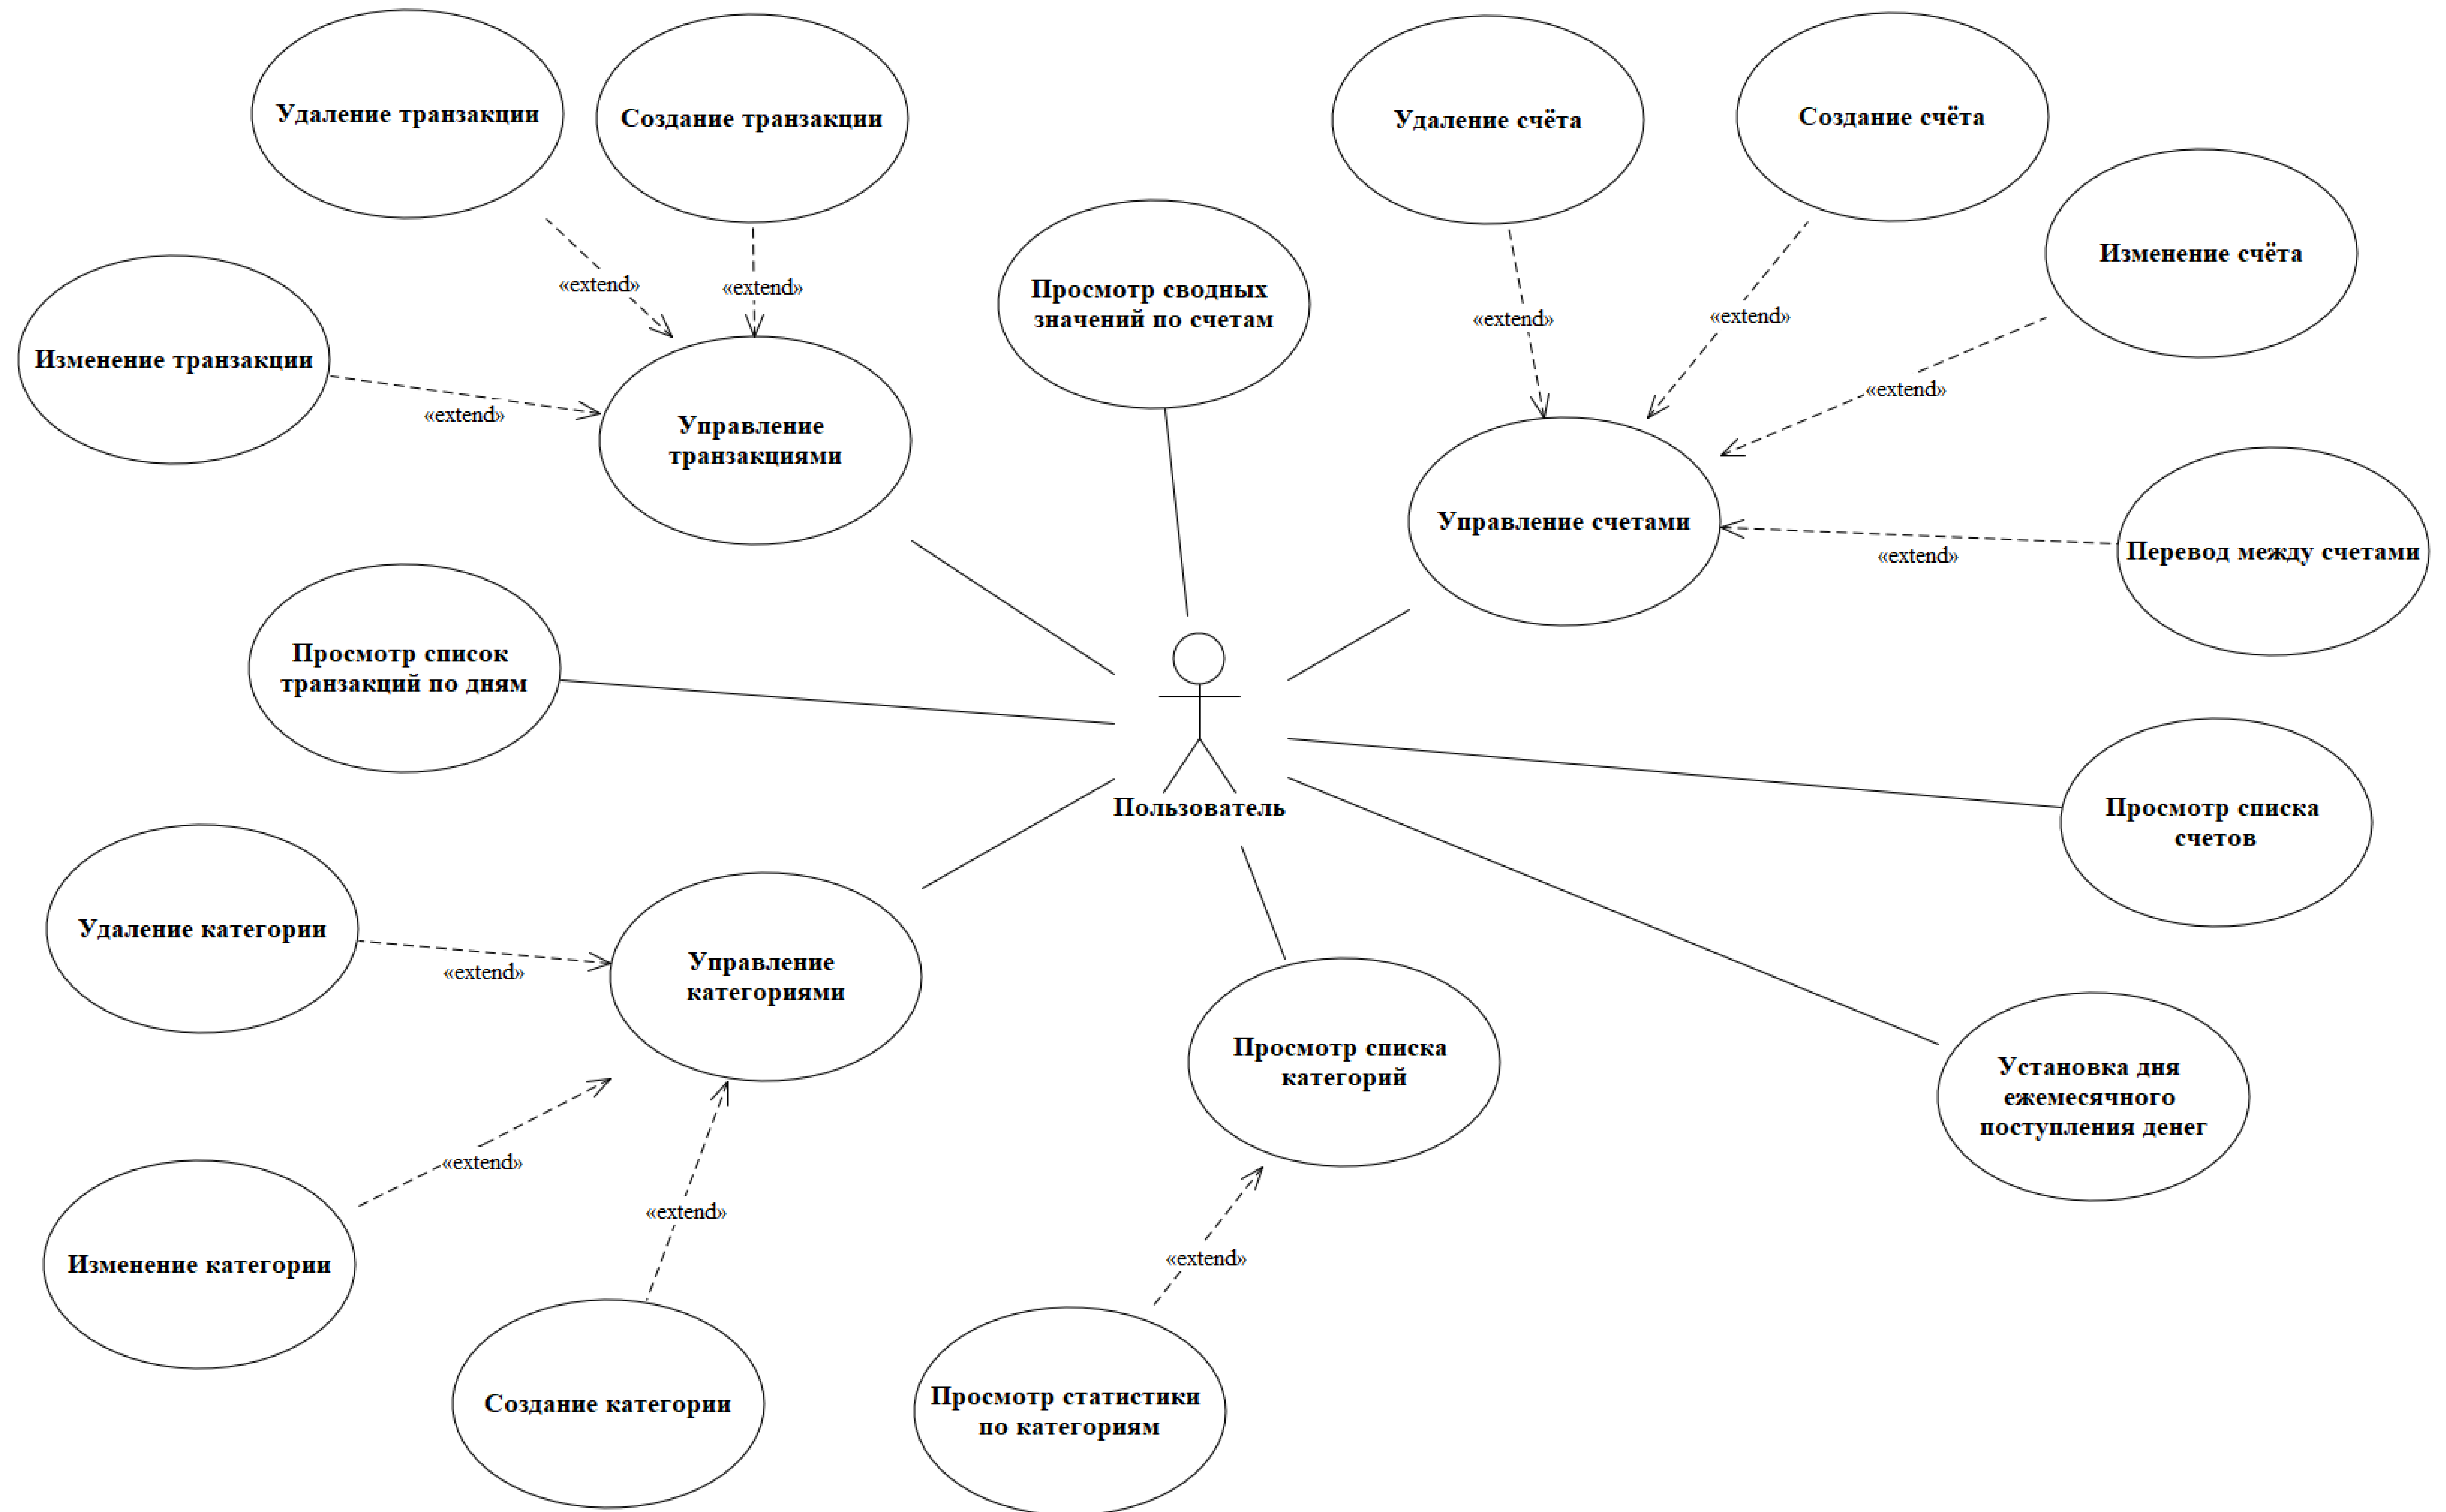 Удаление транзакции
Создание транзакции
Удаление счёта
Создание счёта
Изменение счёта
«extend»
«extend»
Просмотр сводных
значений по счетам
«extend»
«extend»
Изменение транзакции
«extend»
«extend»
Управление
транзакциями
Управление счетами
«extend»
Перевод между счетами
Просмотр список
транзакций по дням
Пользователь
Просмотр списка
счетов
Удаление категории
«extend»
Управление
категориями
Просмотр списка
категорий
Установка дня
ежемесячного
поступления денег
«extend»
«extend»
«extend»
Изменение категории
Создание категории
Просмотр статистики
по категориям